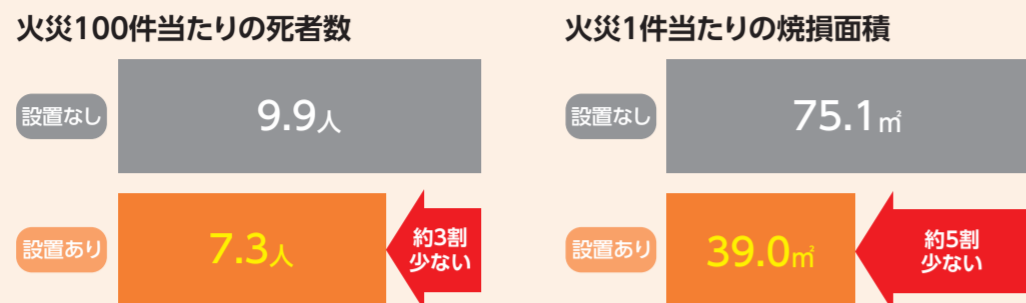 火災100件当たりの死者数
設置なし
9.9人
設置あり
7.3人
約3割
少ない
火災1件当たりの焼損面積
設置なし
75.1㎡
設置あり
39.0㎡
約5割
少ない